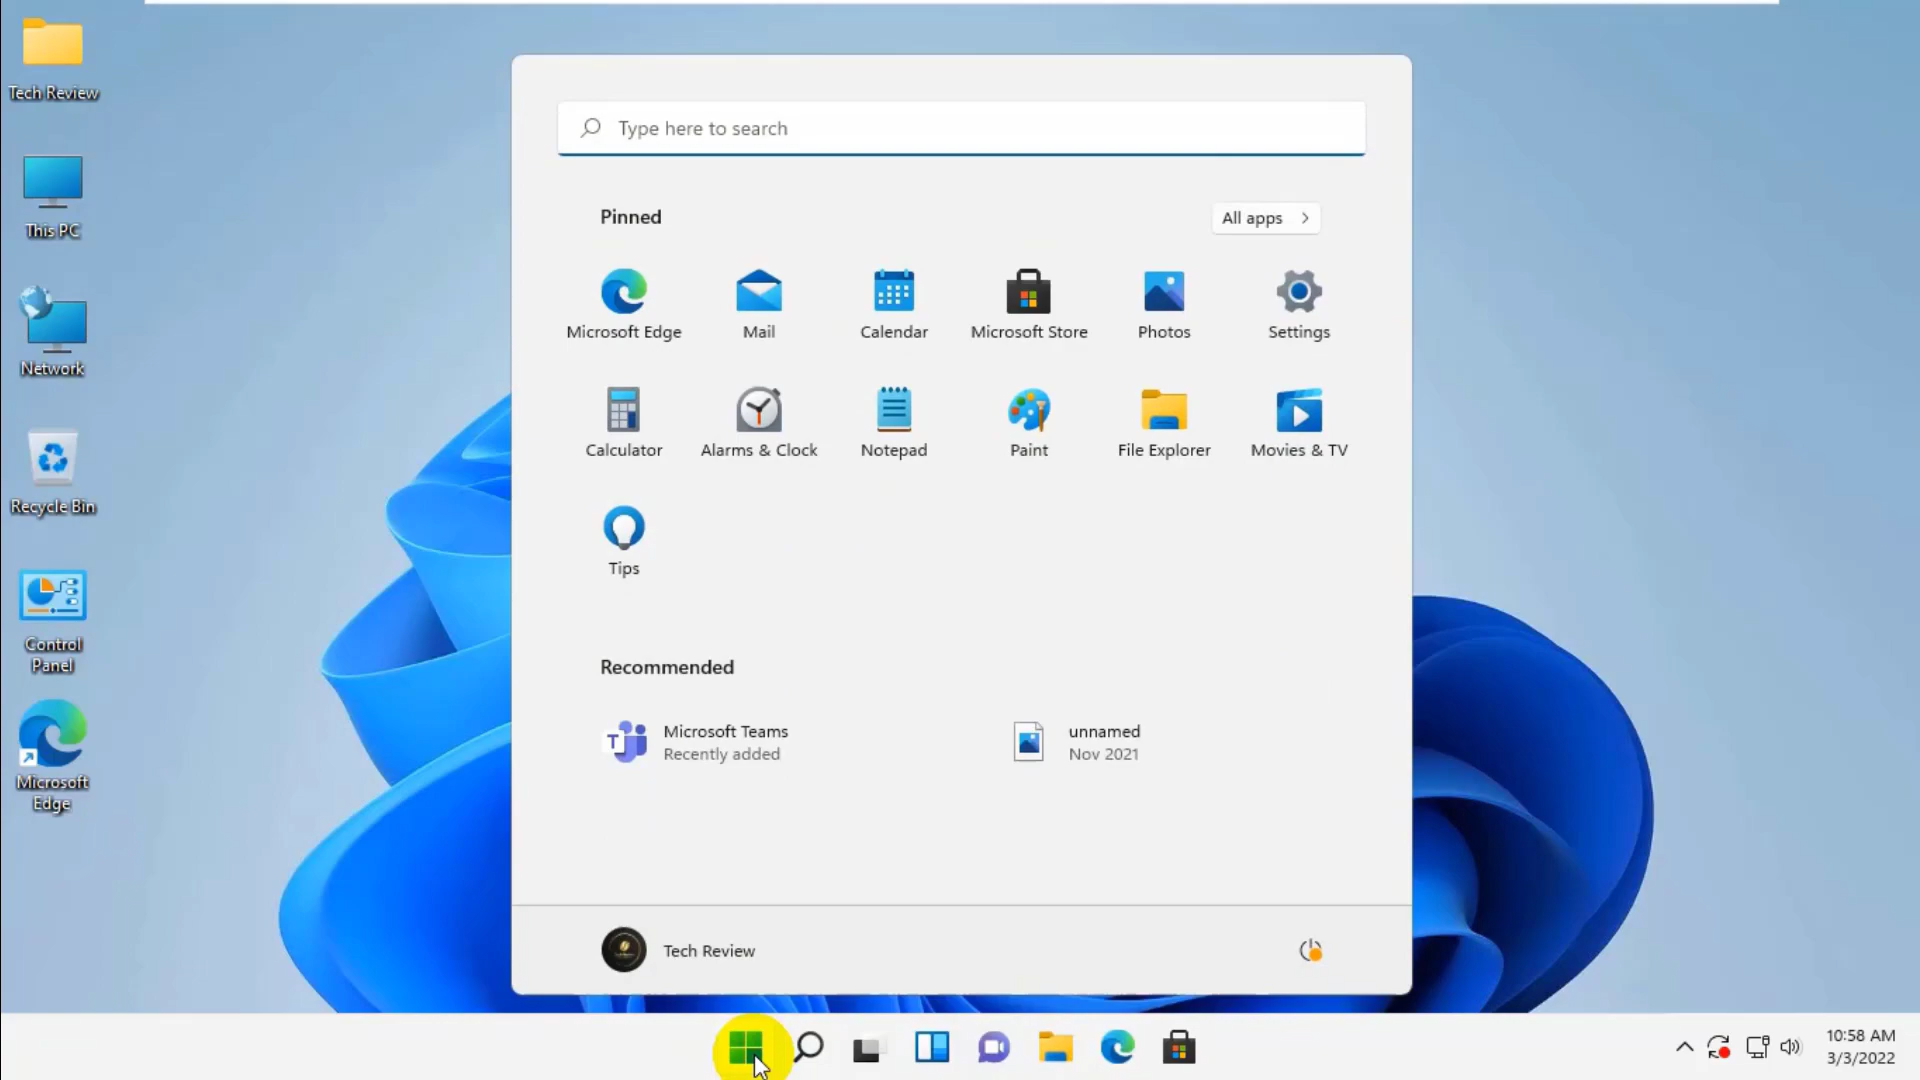 Tech Review
This PC
Network
Recycle Bin
Control
Panel
Microsoft
Edge
Type here to search
Pinned
All apps
Microsoft Edge
Mail
Calendar
Microsoft Store
Photos
Settings
Calculator
Alarms & Clock
Notepad
Paint
File Explorer
Movies & TV
Tips
Recommended
Microsoft Teams
Recently added
unnamed
Nov 2021
Tech Review
10:58 AM
3/3/2022